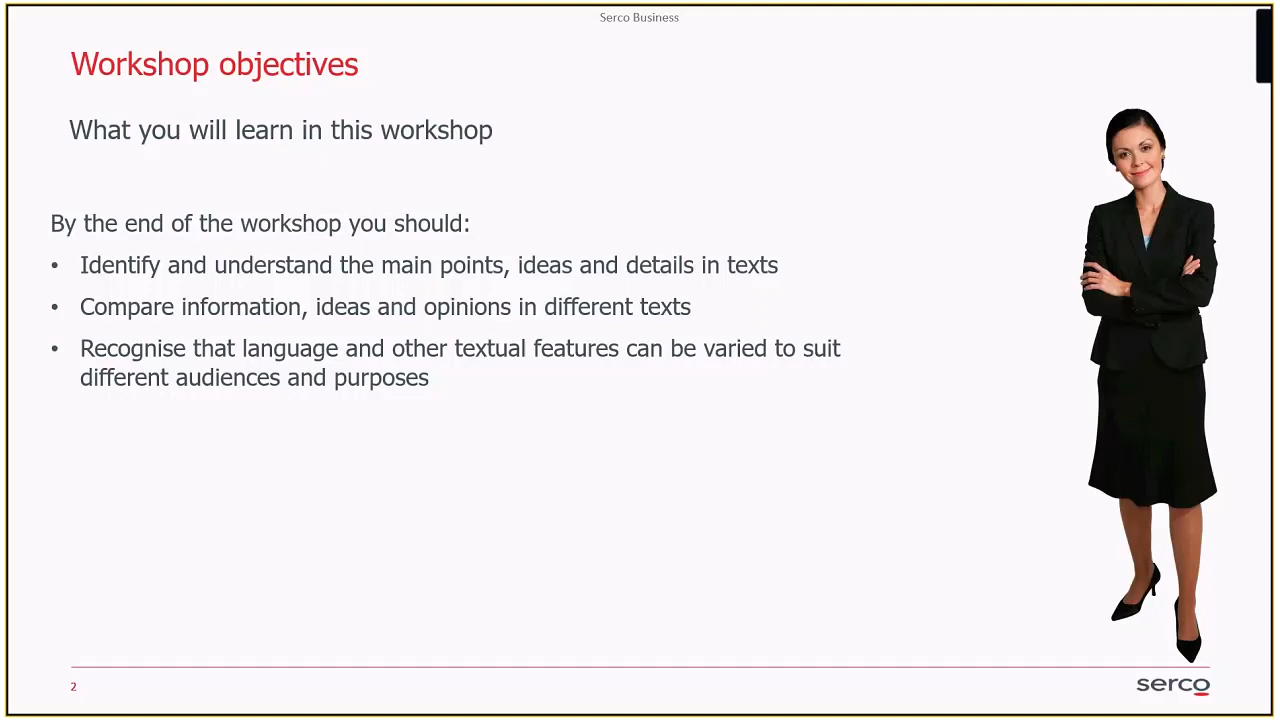 Serco Business
Workshop objectives
What you will learn in this workshop
By the end of the workshop you should:
• Identify and understand the main points, ideas and details in texts
• Compare information, ideas and opinions in different texts
• Recognise that language and other textual features can be varied to suit
different audiences and purposes
2
serco